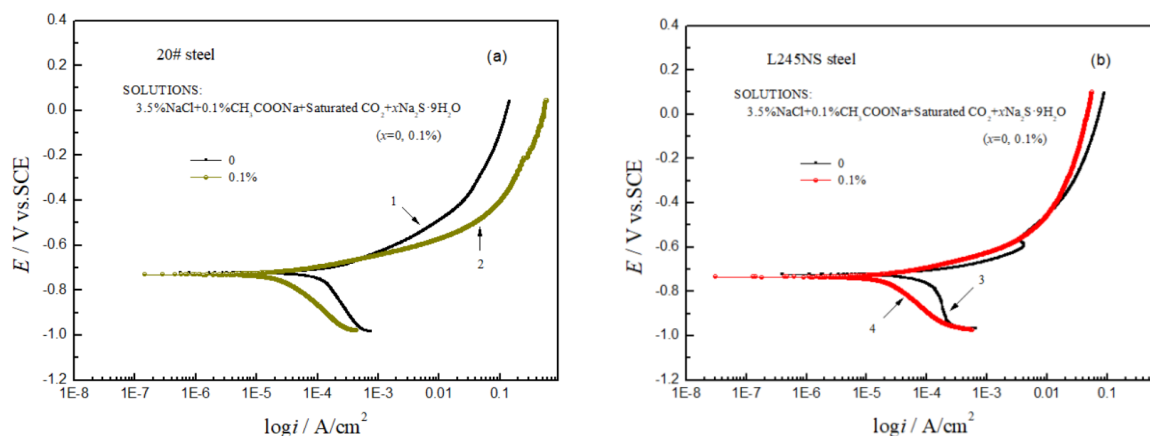 20# steel
(a)
SOLUTIONS:
3.5%NaCl+0.1%CH₃COONa+Saturated CO₂+xNa₂S·9H₂O
(x=0, 0.1%)
0
0.1%
1
2
0.4
0.2
0.0
-0.2
-0.4
-0.6
-0.8
-1.0
-1.2
E / V vs.SCE
1E-8 1E-7 1E-6 1E-5 1E-4 1E-3 0.01 0.1 1
logi / A/cm²
L245NS steel
(b)
SOLUTIONS:
3.5%NaCl+0.1%CH₃COONa+Saturated CO₂+xNa₂S·9H₂O
(x=0, 0.1%)
0
0.1%
3
4
0.4
0.2
0.0
-0.2
-0.4
-0.6
-0.8
-1.0
-1.2
E / V vs.SCE
1E-8 1E-7 1E-6 1E-5 1E-4 1E-3 0.01 0.1 1
logi / A/cm²